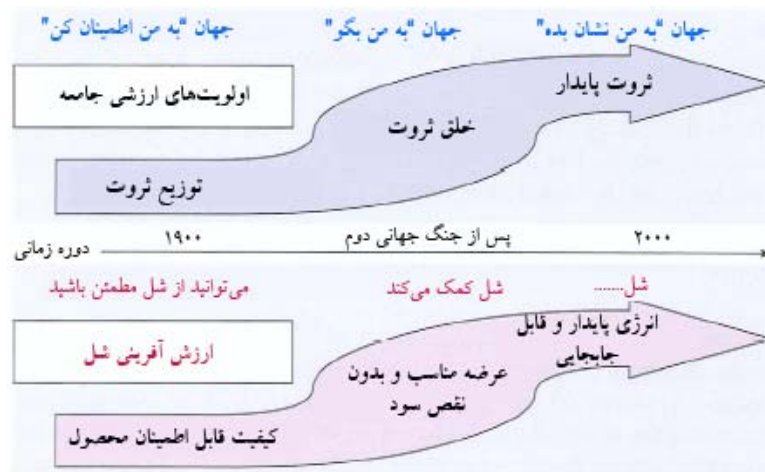 جهان "به من اطمینان کن" جهان "به من بگو" جهان "به من نشان بده"
اولویت‌های ارزشی جامعه
ثروت پایدار
خلق ثروت
توزیع ثروت
دوره زمانی ۱۹۰۰ پس از جنگ جهانی دوم ۲۰۰۰
می‌توانید از شل مطمئن باشید شل کمک می‌کند شل.......
ارزش آفرینی شل
انرژی پایدار و قابل
جابجایی
عرضه مناسب و بدون
نقص سود
کیفیت قابل اطمینان محصول